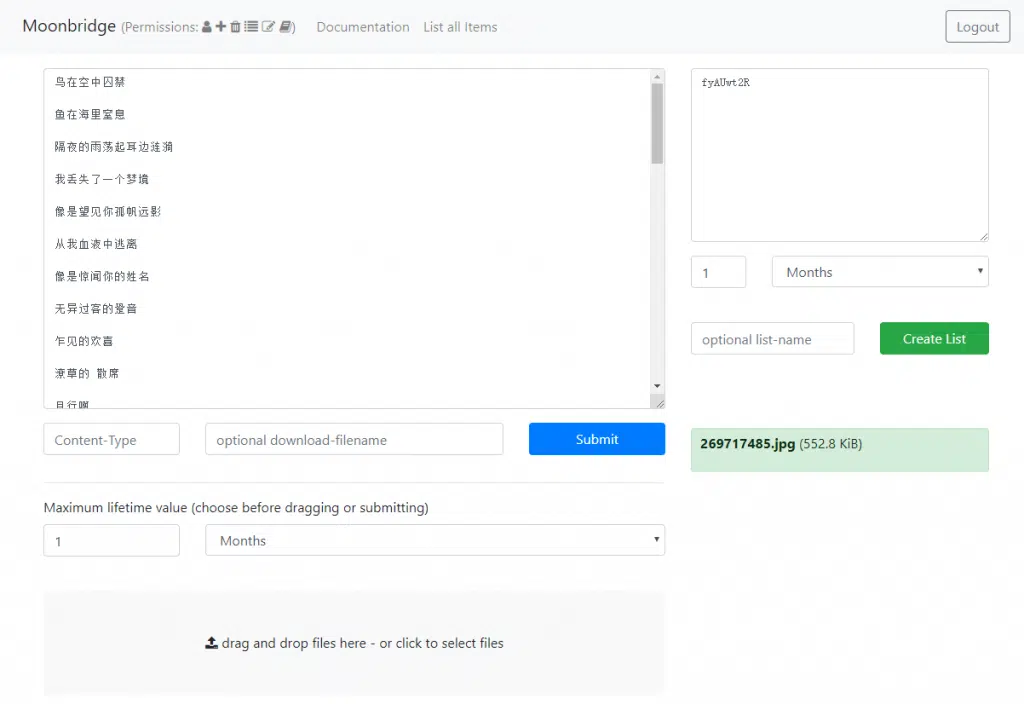 Moonbridge (Permissions: ) Documentation List all Items Logout
鸟在空中囚禁
鱼在海里窒息
隔夜的雨荡起耳边涟漪
我丢失了一个梦境
像是望见你孤帆远影
从我血液中逃离
像是惊闻你的姓名
无异过客的跫音
乍见的欢喜
潦草的 散席
Content-Type
optional download-filename
Submit
Maximum lifetime value (choose before dragging or submitting)
1
Months
drag and drop files here - or click to select files
fyAUwt2R
1
Months
optional list-name
Create List
269717485.jpg (552.8 KiB)